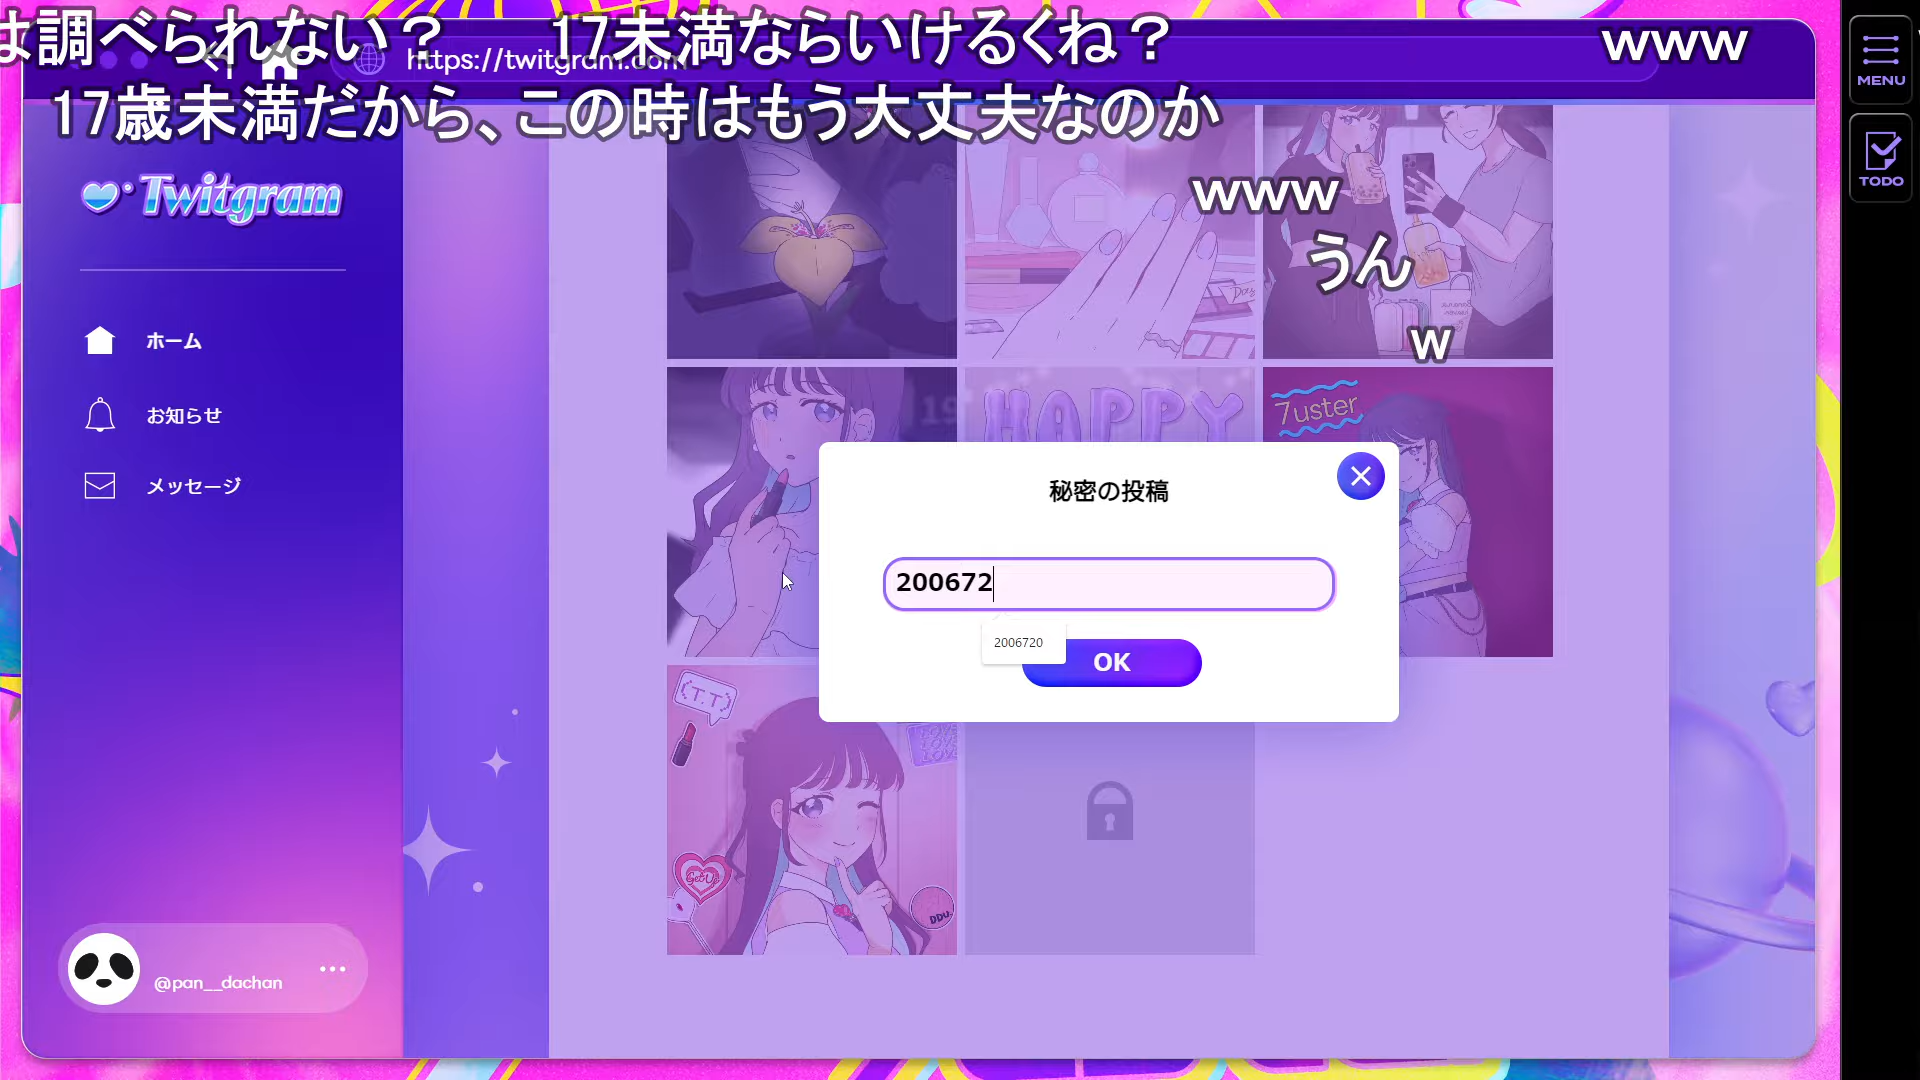 は調べられない？ 17未満ならいけるくね？ www
https://twitgram.com
MENU
17歳未満だから、この時はもう大丈夫なのか
TODO
Twitgram
www
うん
w
ホーム
お知らせ
メッセージ
HAPPY
7uster
秘密の投稿
200672
2006720
OK
(T.T)
LOVE
LOVE
DDU
@pan__dachan